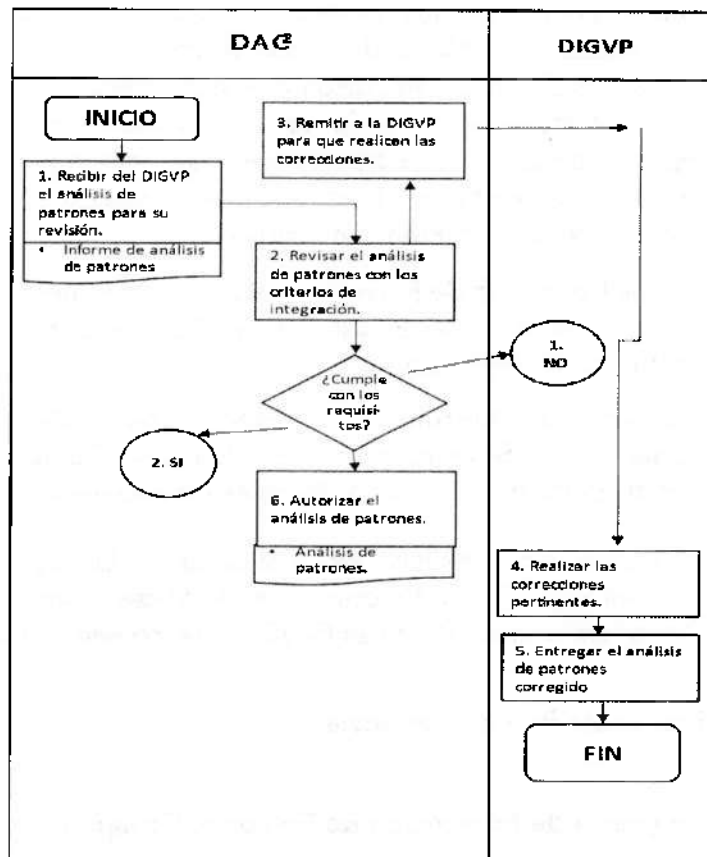 DAC²
DIGVP
INICIO
3. Remitir a la DIGVP
para que realicen las
correcciones.
1. Recibir del DIGVP
el análisis de
patrones para su
revisión.
• Informe de análisis
de patrones
2. Revisar el análisis
de patrones con los
criterios de
integración.
1.
NO
¿Cumple
con los
requisi-
tos?
2. SI
6. Autorizar el
análisis de patrones.
• Análisis de
patrones.
4. Realizar las
correcciones
pertinentes.
5. Entregar el análisis
de patrones
corregido
FIN